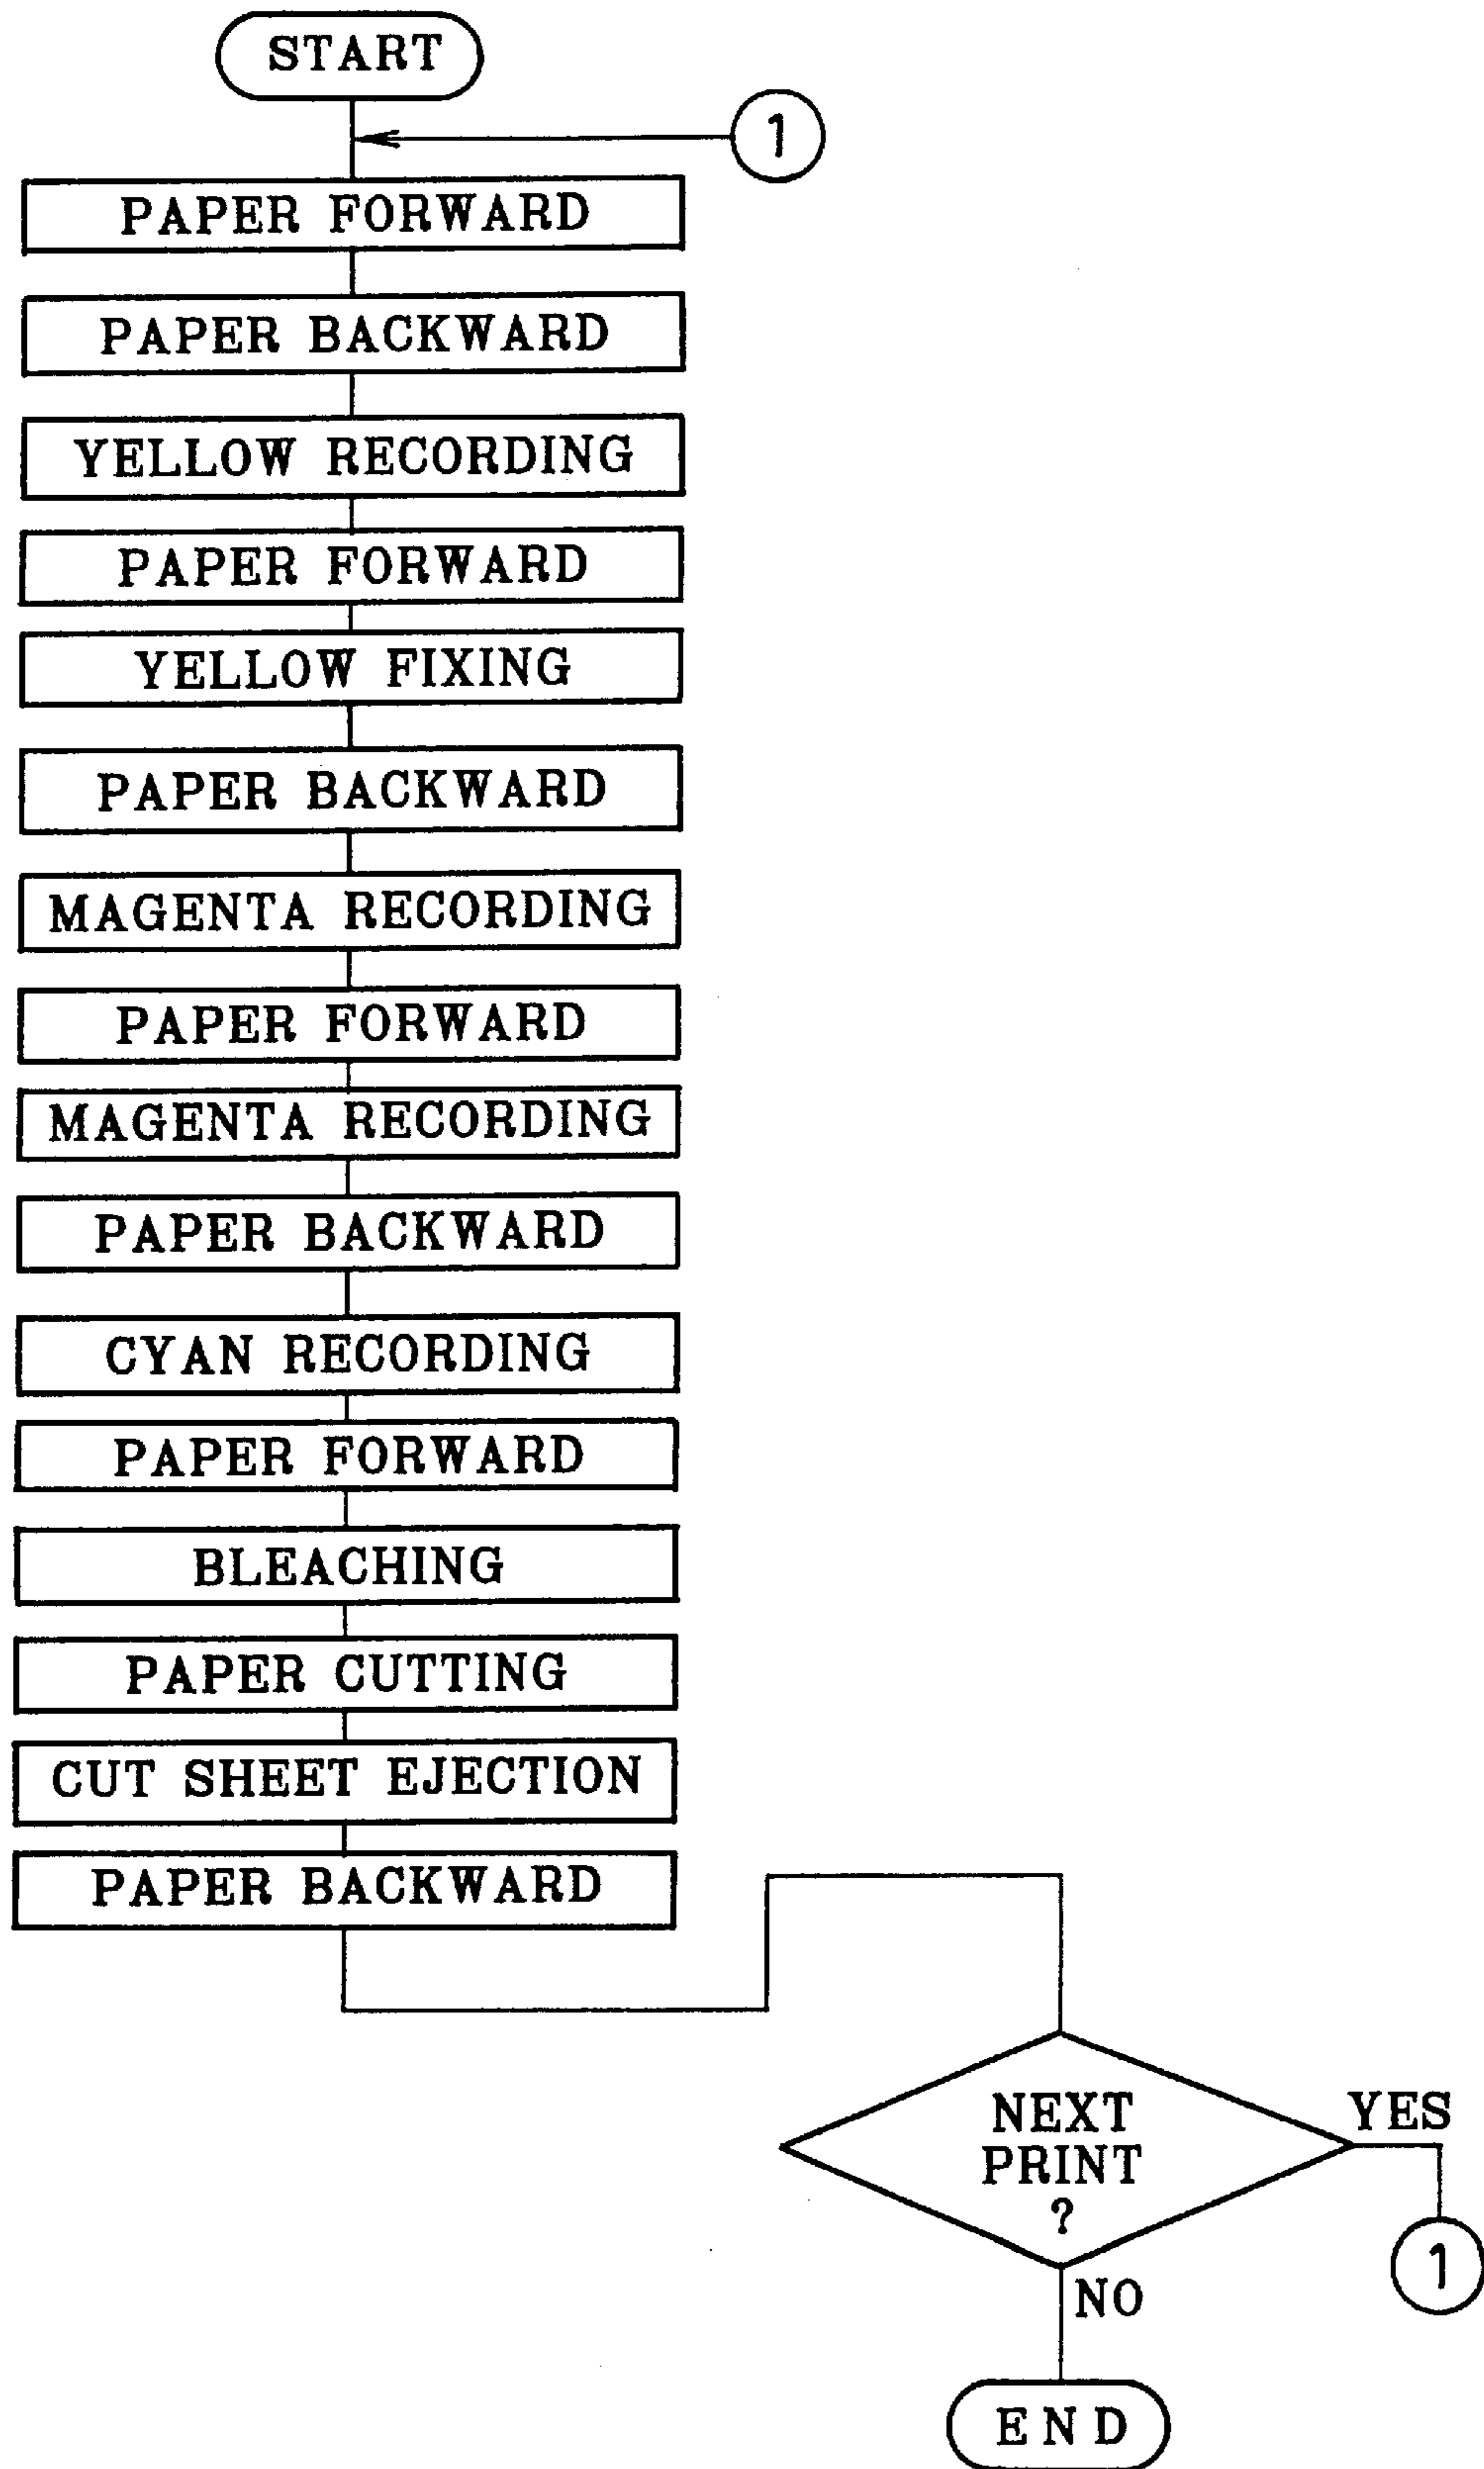 START
1
PAPER FORWARD
PAPER BACKWARD
YELLOW RECORDING
PAPER FORWARD
YELLOW FIXING
PAPER BACKWARD
MAGENTA RECORDING
PAPER FORWARD
MAGENTA RECORDING
PAPER BACKWARD
CYAN RECORDING
PAPER FORWARD
BLEACHING
PAPER CUTTING
CUT SHEET EJECTION
PAPER BACKWARD
NEXT
PRINT
?
YES
1
NO
END